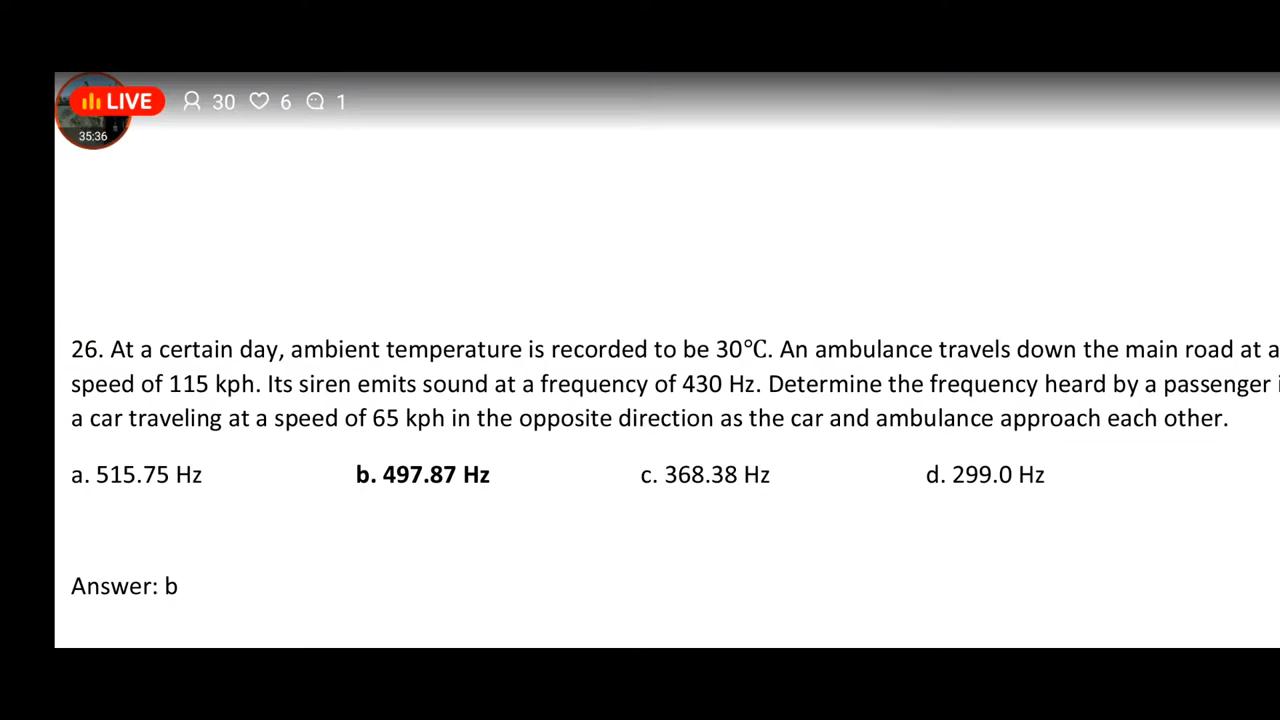 LIVE 30 6 1
35:36
26. At a certain day, ambient temperature is recorded to be 30℃. An ambulance travels down the main road at a
speed of 115 kph. Its siren emits sound at a frequency of 430 Hz. Determine the frequency heard by a passenger i
a car traveling at a speed of 65 kph in the opposite direction as the car and ambulance approach each other.
a. 515.75 Hz b. 497.87 Hz c. 368.38 Hz d. 299.0 Hz
Answer: b